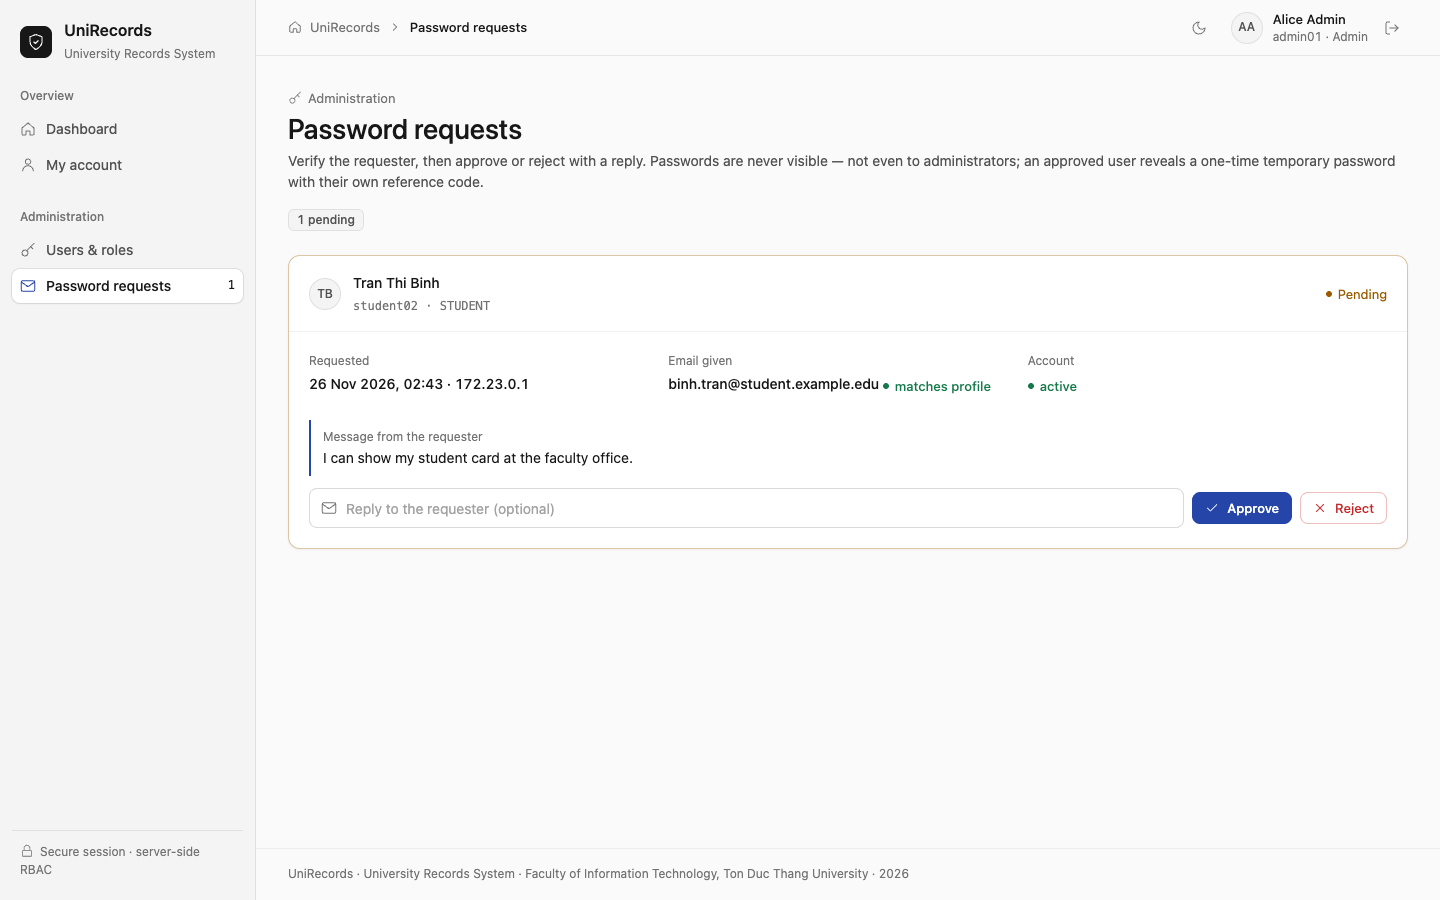 UniRecords
University Records System
Overview
Dashboard
My account
Administration
Users & roles
Password requests 1
Secure session · server-side
RBAC
UniRecords > Password requests
AA
Alice Admin
admin01 · Admin
Administration
Password requests
Verify the requester, then approve or reject with a reply. Passwords are never visible — not even to administrators; an approved user reveals a one-time temporary password
with their own reference code.
1 pending
TB
Tran Thi Binh
student02 · STUDENT
Pending
Requested
26 Nov 2026, 02:43 · 172.23.0.1
Email given
binh.tran@student.example.edu matches profile
Account
active
Message from the requester
I can show my student card at the faculty office.
Reply to the requester (optional)
Approve
Reject
UniRecords · University Records System · Faculty of Information Technology, Ton Duc Thang University · 2026